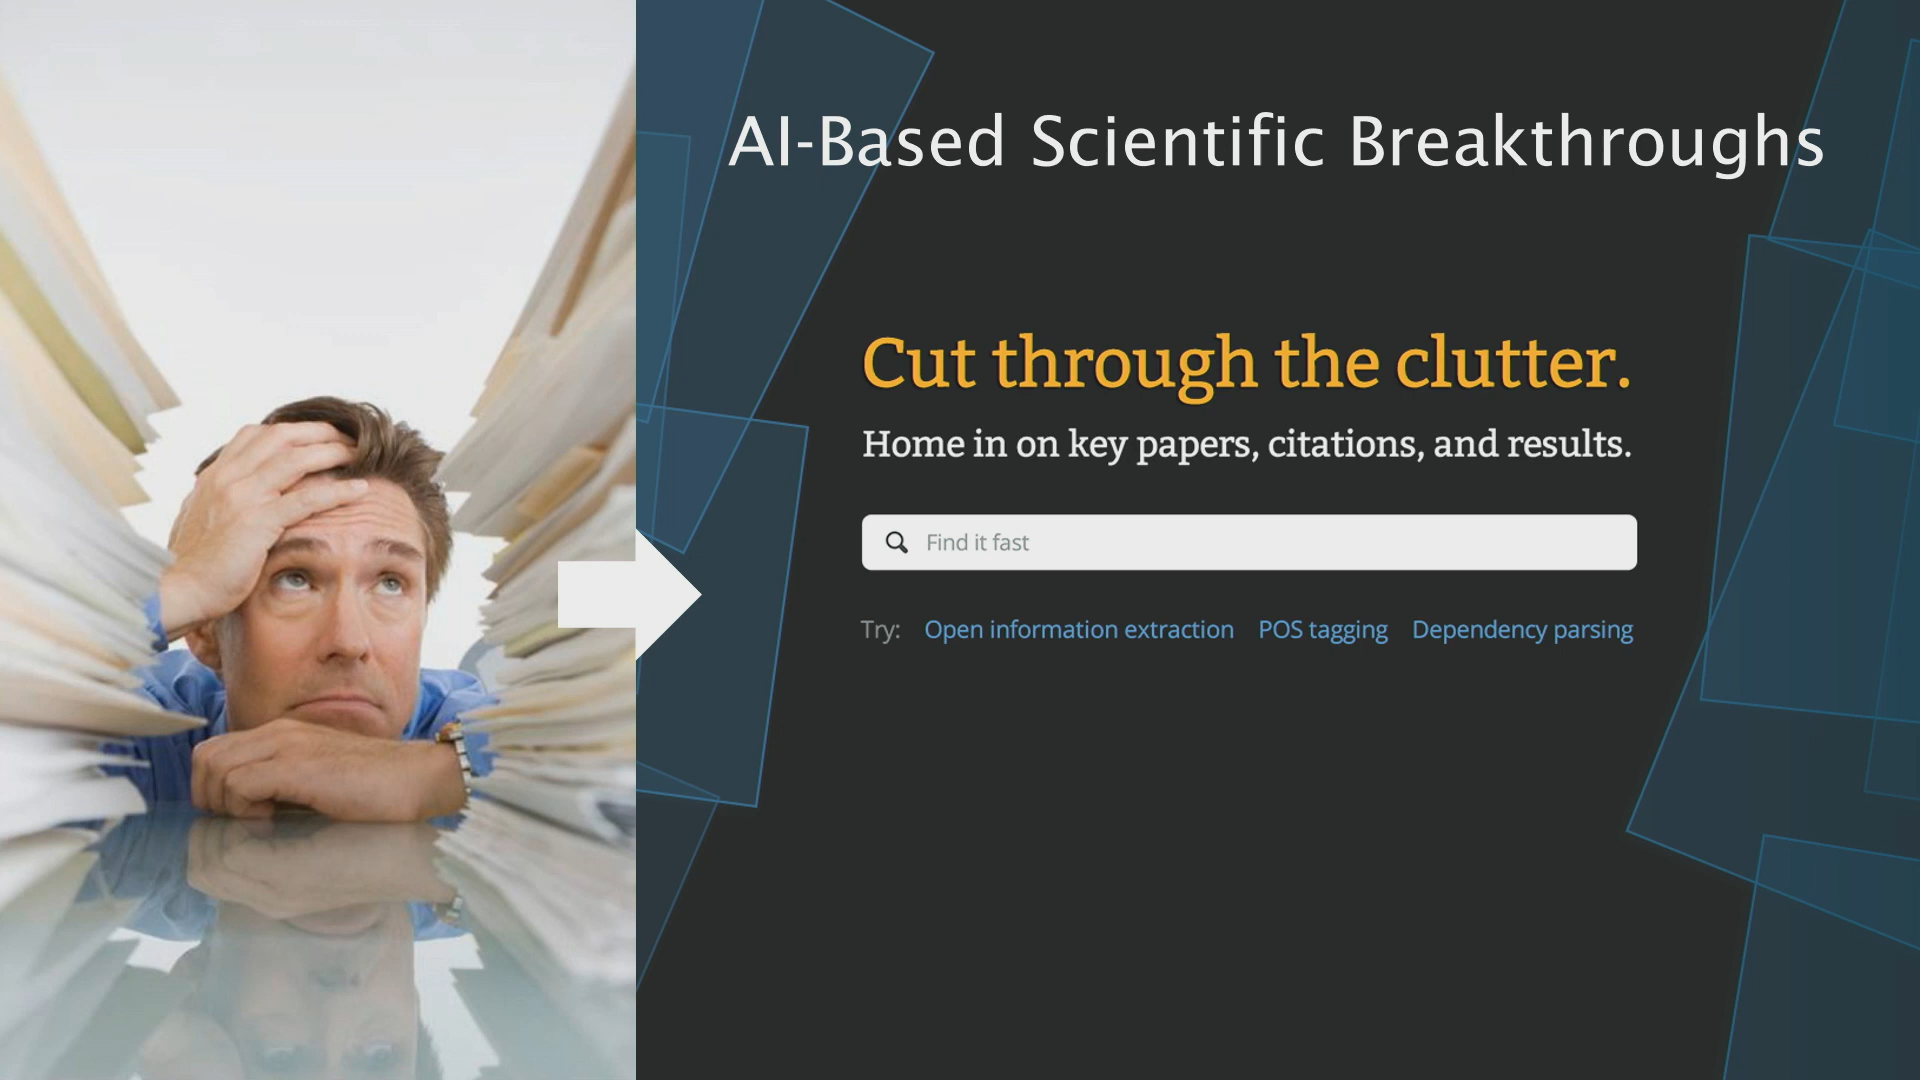 AI-Based Scientific Breakthroughs
Cut through the clutter.
Home in on key papers, citations, and results.
Find it fast
Try: Open information extraction POS tagging Dependency parsing